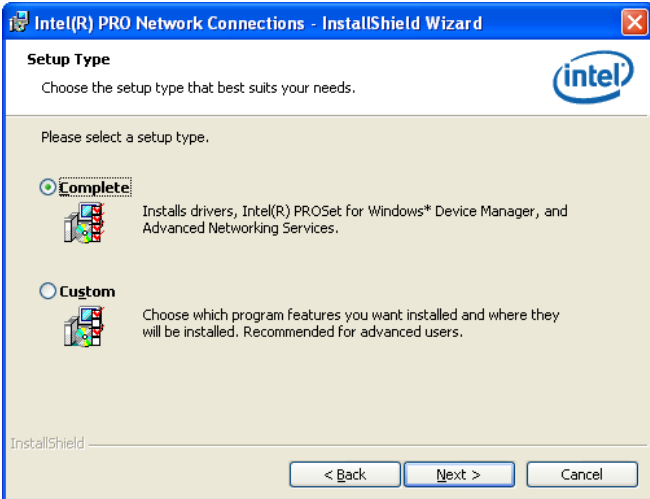 Intel(R) PRO Network Connections - InstallShield Wizard
Setup Type
Choose the setup type that best suits your needs.
intel
Please select a setup type.
Complete
Installs drivers, Intel(R) PROSet for Windows* Device Manager, and
Advanced Networking Services.
Custom
Choose which program features you want installed and where they
will be installed. Recommended for advanced users.
InstallShield
< Back Next > Cancel